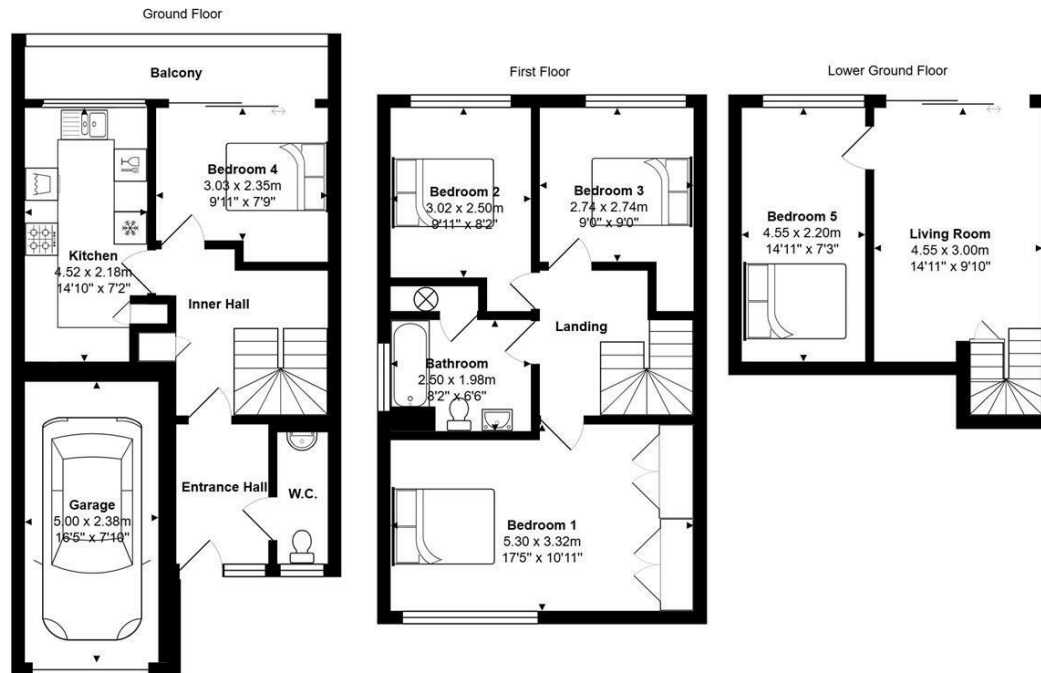 Ground Floor
Balcony
Bedroom 4
3.03 x 2.35m
9'11" x 7'9"
Kitchen
4.52 x 2.18m
14'10" x 7'2"
Inner Hall
Entrance Hall
W.C.
Garage
5.00 x 2.38m
16'5" x 7'10"
First Floor
Bedroom 2
3.02 x 2.50m
9'11" x 8'2"
Bedroom 3
2.74 x 2.74m
9'0" x 9'0"
Landing
Bathroom
2.50 x 1.98m
8'2" x 6'6"
Bedroom 1
5.30 x 3.32m
17'5" x 10'11"
Lower Ground Floor
Bedroom 5
4.55 x 2.20m
14'11" x 7'3"
Living Room
4.55 x 3.00m
14'11" x 9'10"